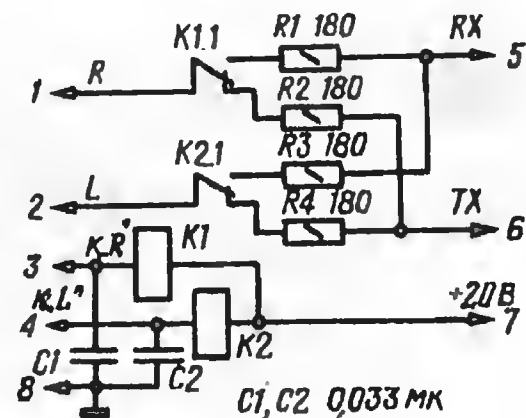 K1.1
R1 180
RX
5
1
R
R2 180
K2.1
R3 180
2
L
R4 180
TX
6
3
K„R"
K1
4
K„L"
+20 В
7
K2
C1
C2
8
C1, C2 0,033 мк